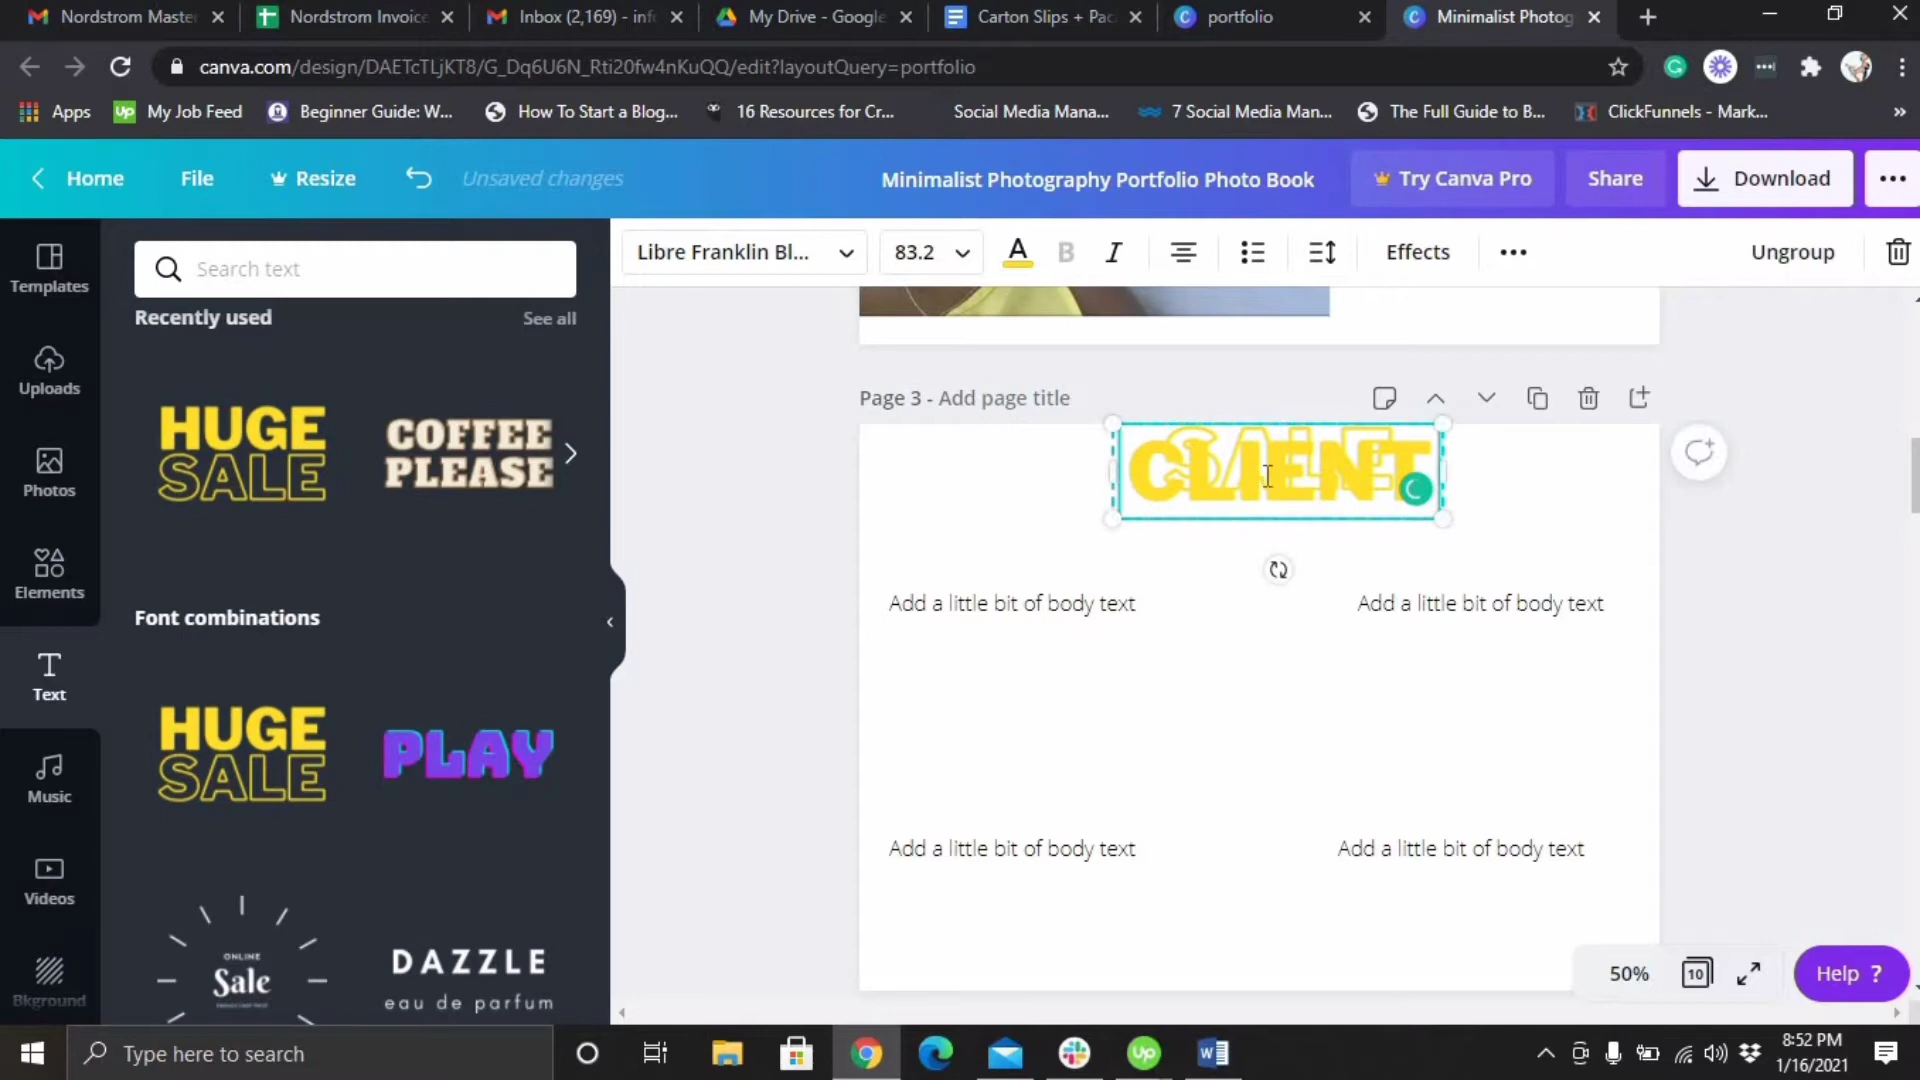 Nordstrom Master
Nordstrom Invoice
Inbox (2,169) - inf
My Drive - Google
Carton Slips + Pac
portfolio
Minimalist Photog
canva.com/design/DAETcTLjKT8/G_Dq6U6N_Rti20fw4nKuQQ/edit?layoutQuery=portfolio
Apps
My Job Feed
Beginner Guide: W...
How To Start a Blog...
16 Resources for Cr...
Social Media Mana...
7 Social Media Man...
The Full Guide to B...
ClickFunnels - Mark...
Home
File
Resize
Unsaved changes
Minimalist Photography Portfolio Photo Book
Try Canva Pro
Share
Download
Templates
Uploads
Photos
Elements
Text
Music
Videos
Bkground
Search text
Recently used
See all
HUGE
SALE
COFFEE
PLEASE
Font combinations
HUGE
SALE
PLAY
ONLINE
Sale
DAZZLE
eau de parfum
Libre Franklin Bl...
83.2
A
B
I
Effects
Ungroup
Page 3 - Add page title
CLIENT
SALE
Add a little bit of body text
Add a little bit of body text
Add a little bit of body text
Add a little bit of body text
50%
10
Help ?
Type here to search
8:52 PM
1/16/2021